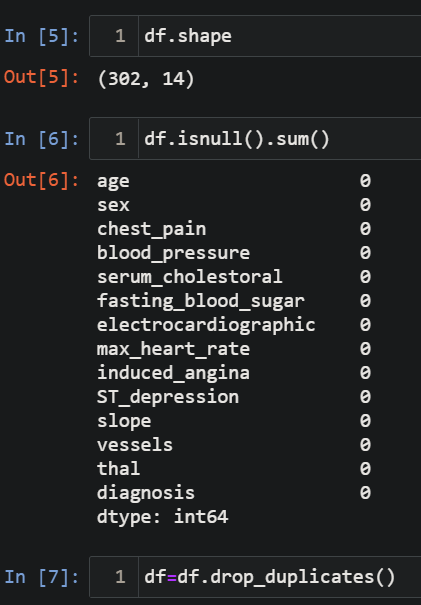 In [5]: 1 df.shape
Out[5]: (302, 14)
In [6]: 1 df.isnull().sum()
Out[6]: age 0
sex 0
chest_pain 0
blood_pressure 0
serum_cholestoral 0
fasting_blood_sugar 0
electrocardiographic 0
max_heart_rate 0
induced_angina 0
ST_depression 0
slope 0
vessels 0
thal 0
diagnosis 0
dtype: int64
In [7]: 1 df=df.drop_duplicates()